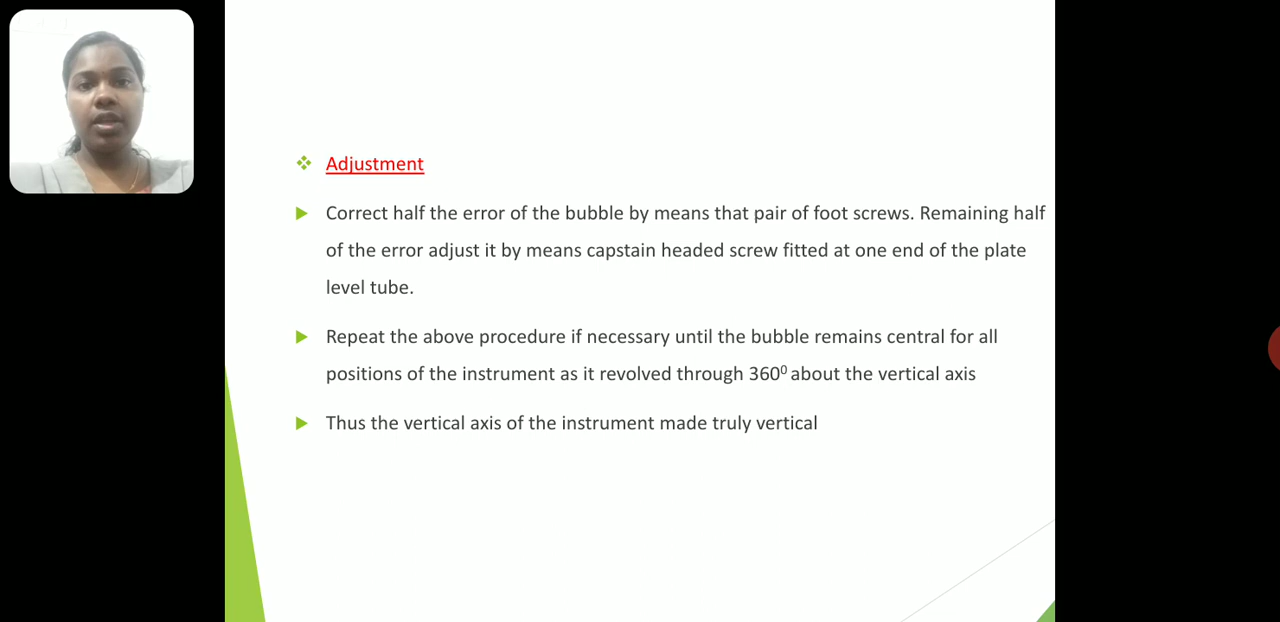 Adjustment
Correct half the error of the bubble by means that pair of foot screws. Remaining half
of the error adjust it by means capstain headed screw fitted at one end of the plate
level tube.
Repeat the above procedure if necessary until the bubble remains central for all
positions of the instrument as it revolved through 360⁰ about the vertical axis
Thus the vertical axis of the instrument made truly vertical